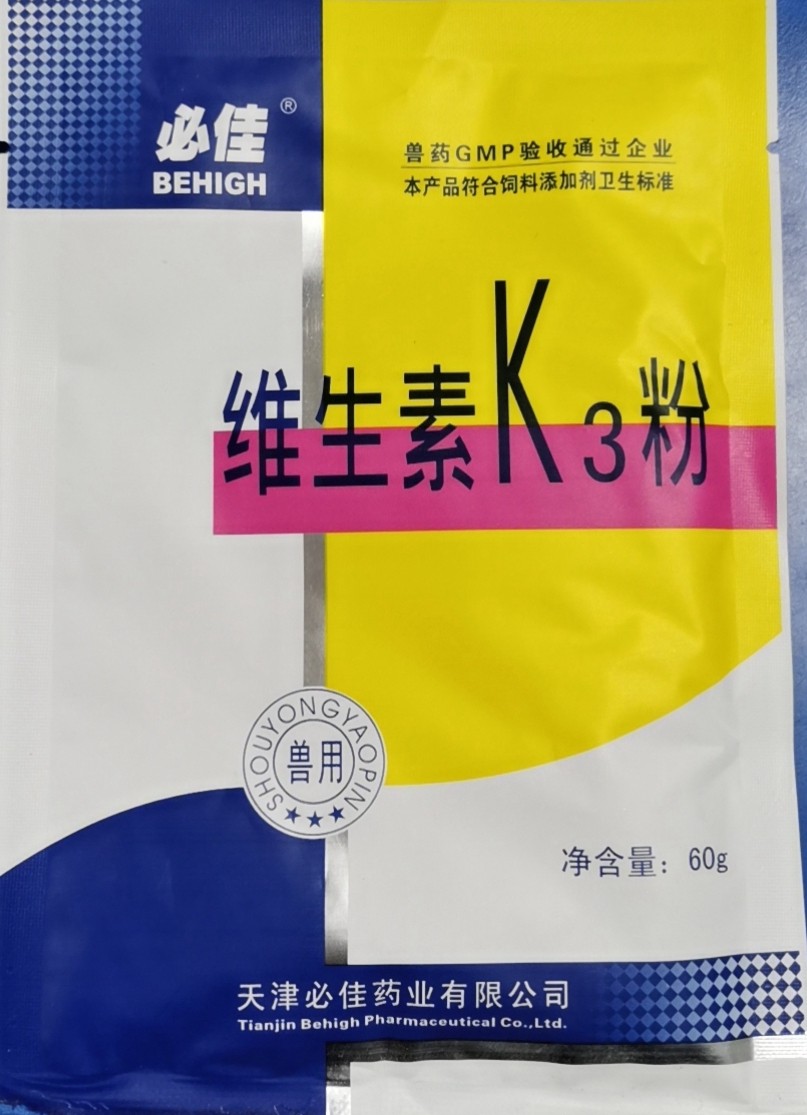 必佳®
BEHIGH
兽药GMP验收通过企业
本产品符合饲料添加剂卫生标准
维生素K3粉
SHOUYONGYAOPIN
兽用
净含量：60g
天津必佳药业有限公司
Tianjin Behigh Pharmaceutical Co.,Ltd.